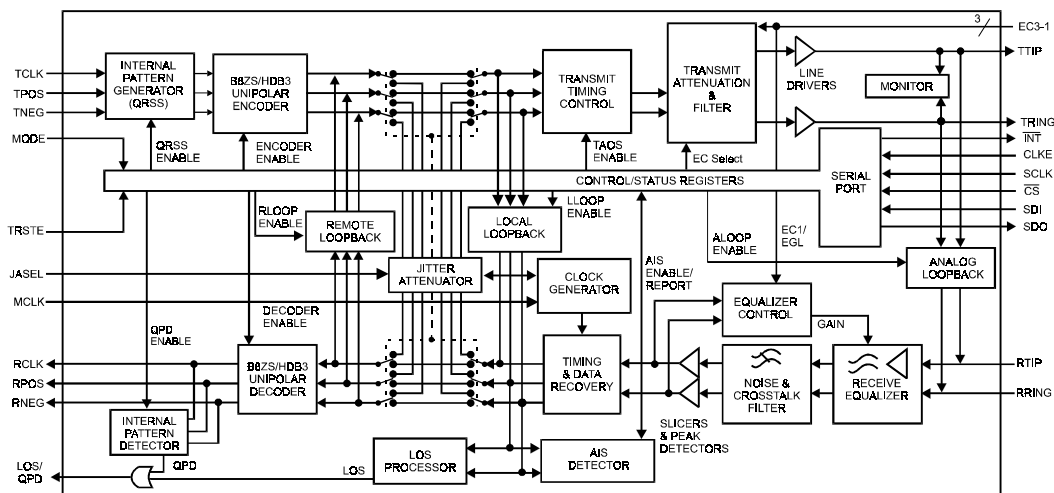 3
EC3-1
TTIP
TCLK
TPOS
TNEG
MODE
INTERNAL
PATTERN
GENERATOR
(QRSS)
B8ZS/HDB3
UNIPOLAR
ENCODER
TRANSMIT
TIMING
CONTROL
TRANSMIT
ATTENUATION
&
FILTER
LINE
DRIVERS
MONITOR
TRING
INT
CLKE
SCLK
CS
SDI
SDO
QRSS
ENABLE
ENCODER
ENABLE
TAOS
ENABLE
EC Select
CONTROL/STATUS REGISTERS
SERIAL
PORT
TRSTE
RLOOP
ENABLE
REMOTE
LOOPBACK
LOCAL
LOOPBACK
LLOOP
ENABLE
AIS
ENABLE/
REPORT
ALOOP
ENABLE
EC1/
EGL
ANALOG
LOOPBACK
JASEL
JITTER
ATTENUATOR
CLOCK
GENERATOR
MCLK
EQUALIZER
CONTROL
GAIN
QPD
ENABLE
DECODER
ENABLE
RCLK
RPOS
RNEG
B8ZS/HDB3
UNIPOLAR
DECODER
TIMING
& DATA
RECOVERY
NOISE &
CROSSTALK
FILTER
RECEIVE
EQUALIZER
RTIP
RRING
INTERNAL
PATTERN
DETECTOR
SLICERS
& PEAK
DETECTORS
QPD
LOS/
QPD
LOS
LOS
PROCESSOR
AIS
DETECTOR